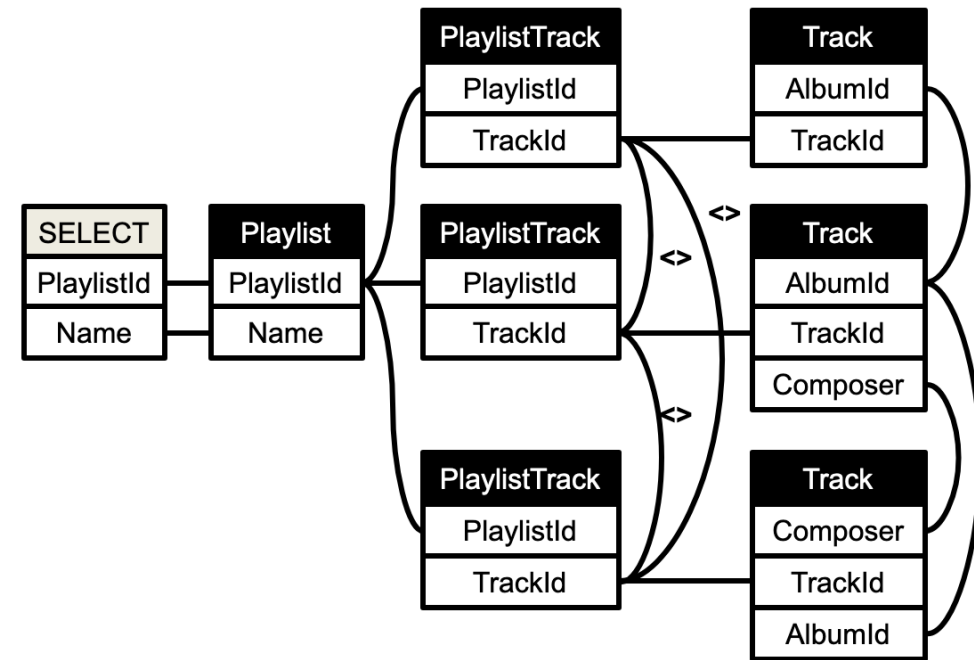 SELECT
PlaylistId
Name
Playlist
PlaylistId
Name
PlaylistTrack
PlaylistId
TrackId
PlaylistTrack
PlaylistId
TrackId
PlaylistTrack
PlaylistId
TrackId
<>
<>
<>
Track
AlbumId
TrackId
Track
AlbumId
TrackId
Composer
Track
Composer
TrackId
AlbumId